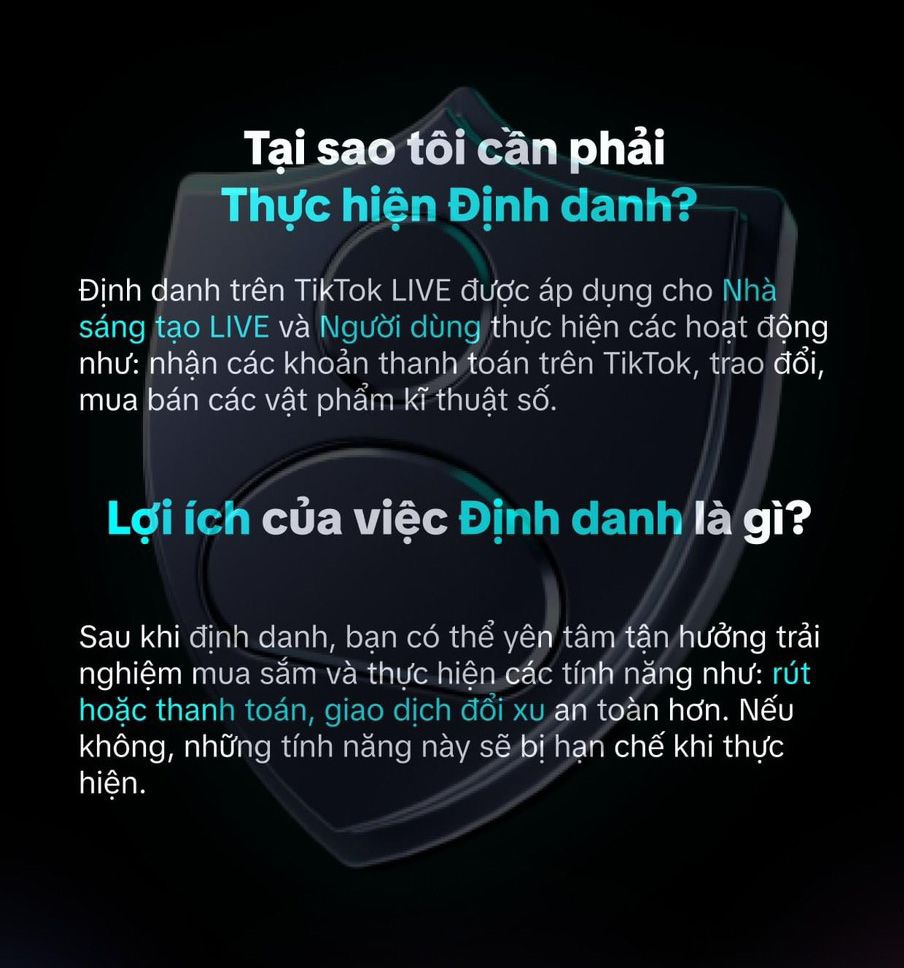 Tại sao tôi cần phải
Thực hiện Định danh?
Định danh trên TikTok LIVE được áp dụng cho Nhà
sáng tạo LIVE và Người dùng thực hiện các hoạt động
như: nhận các khoản thanh toán trên TikTok, trao đổi,
mua bán các vật phẩm kĩ thuật số.
Lợi ích của việc Định danh là gì?
Sau khi định danh, bạn có thể yên tâm tận hưởng trải
nghiệm mua sắm và thực hiện các tính năng như: rút
hoặc thanh toán, giao dịch đổi xu an toàn hơn. Nếu
không, những tính năng này sẽ bị hạn chế khi thực
hiện.